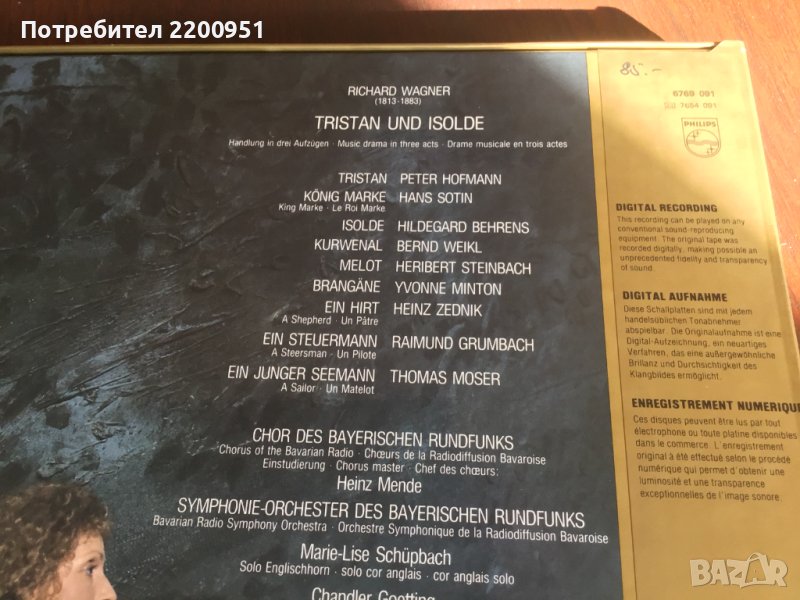 Потребител 2200951
RICHARD WAGNER
(1813-1883)
TRISTAN UND ISOLDE
Handlung in drei Aufzügen · Music drama in three acts · Drame musicale en trois actes
TRISTAN PETER HOFMANN
KÖNIG MARKE HANS SOTIN
King Marke · Le Roi Marke
ISOLDE HILDEGARD BEHRENS
KURWENAL BERND WEIKL
MELOT HERIBERT STEINBACH
BRANGÄNE YVONNE MINTON
EIN HIRT HEINZ ZEDNIK
A Shepherd · Un Pâtre
EIN STEUERMANN RAIMUND GRUMBACH
A Steersman · Un Pilote
EIN JUNGER SEEMANN THOMAS MOSER
A Sailor · Un Matelot
CHOR DES BAYERISCHEN RUNDFUNKS
Chorus of the Bavarian Radio · Chœurs de la Radiodiffusion Bavaroise
Einstudierung · Chorus master · Chef des chœurs:
Heinz Mende
SYMPHONIE-ORCHESTER DES BAYERISCHEN RUNDFUNKS
Bavarian Radio Symphony Orchestra · Orchestre Symphonique de la Radiodiffusion Bavaroise
Marie-Lise Schüpbach
Solo Englischhorn · solo cor anglais · cor anglais solo
Chandler Goetting
85.-
6769 091
7654 091
PHILIPS
DIGITAL RECORDING
This recording can be played on any
conventional sound-reproducing
equipment. The original tape was
recorded digitally, making possible an
unprecedented fidelity and transparency
of sound.
DIGITAL AUFNAHME
Diese Schallplatten sind mit jedem
handelsüblichen Tonabnehmer
abspielbar. Die Originalaufnahme ist eine
Digital-Aufzeichnung, ein neuartiges
Verfahren, das eine außergewöhnliche
Brillanz und Durchsichtigkeit des
Klangbildes ermöglicht.
ENREGISTREMENT NUMERIQUE
Ces disques peuvent être lus par tout
électrophone ou toute platine disponibles
dans le commerce. L'enregistrement
original a été effectué selon le procédé
numérique qui permet d'obtenir une
luminosité et une transparence
exceptionnelles de l'image sonore.
BAZAR